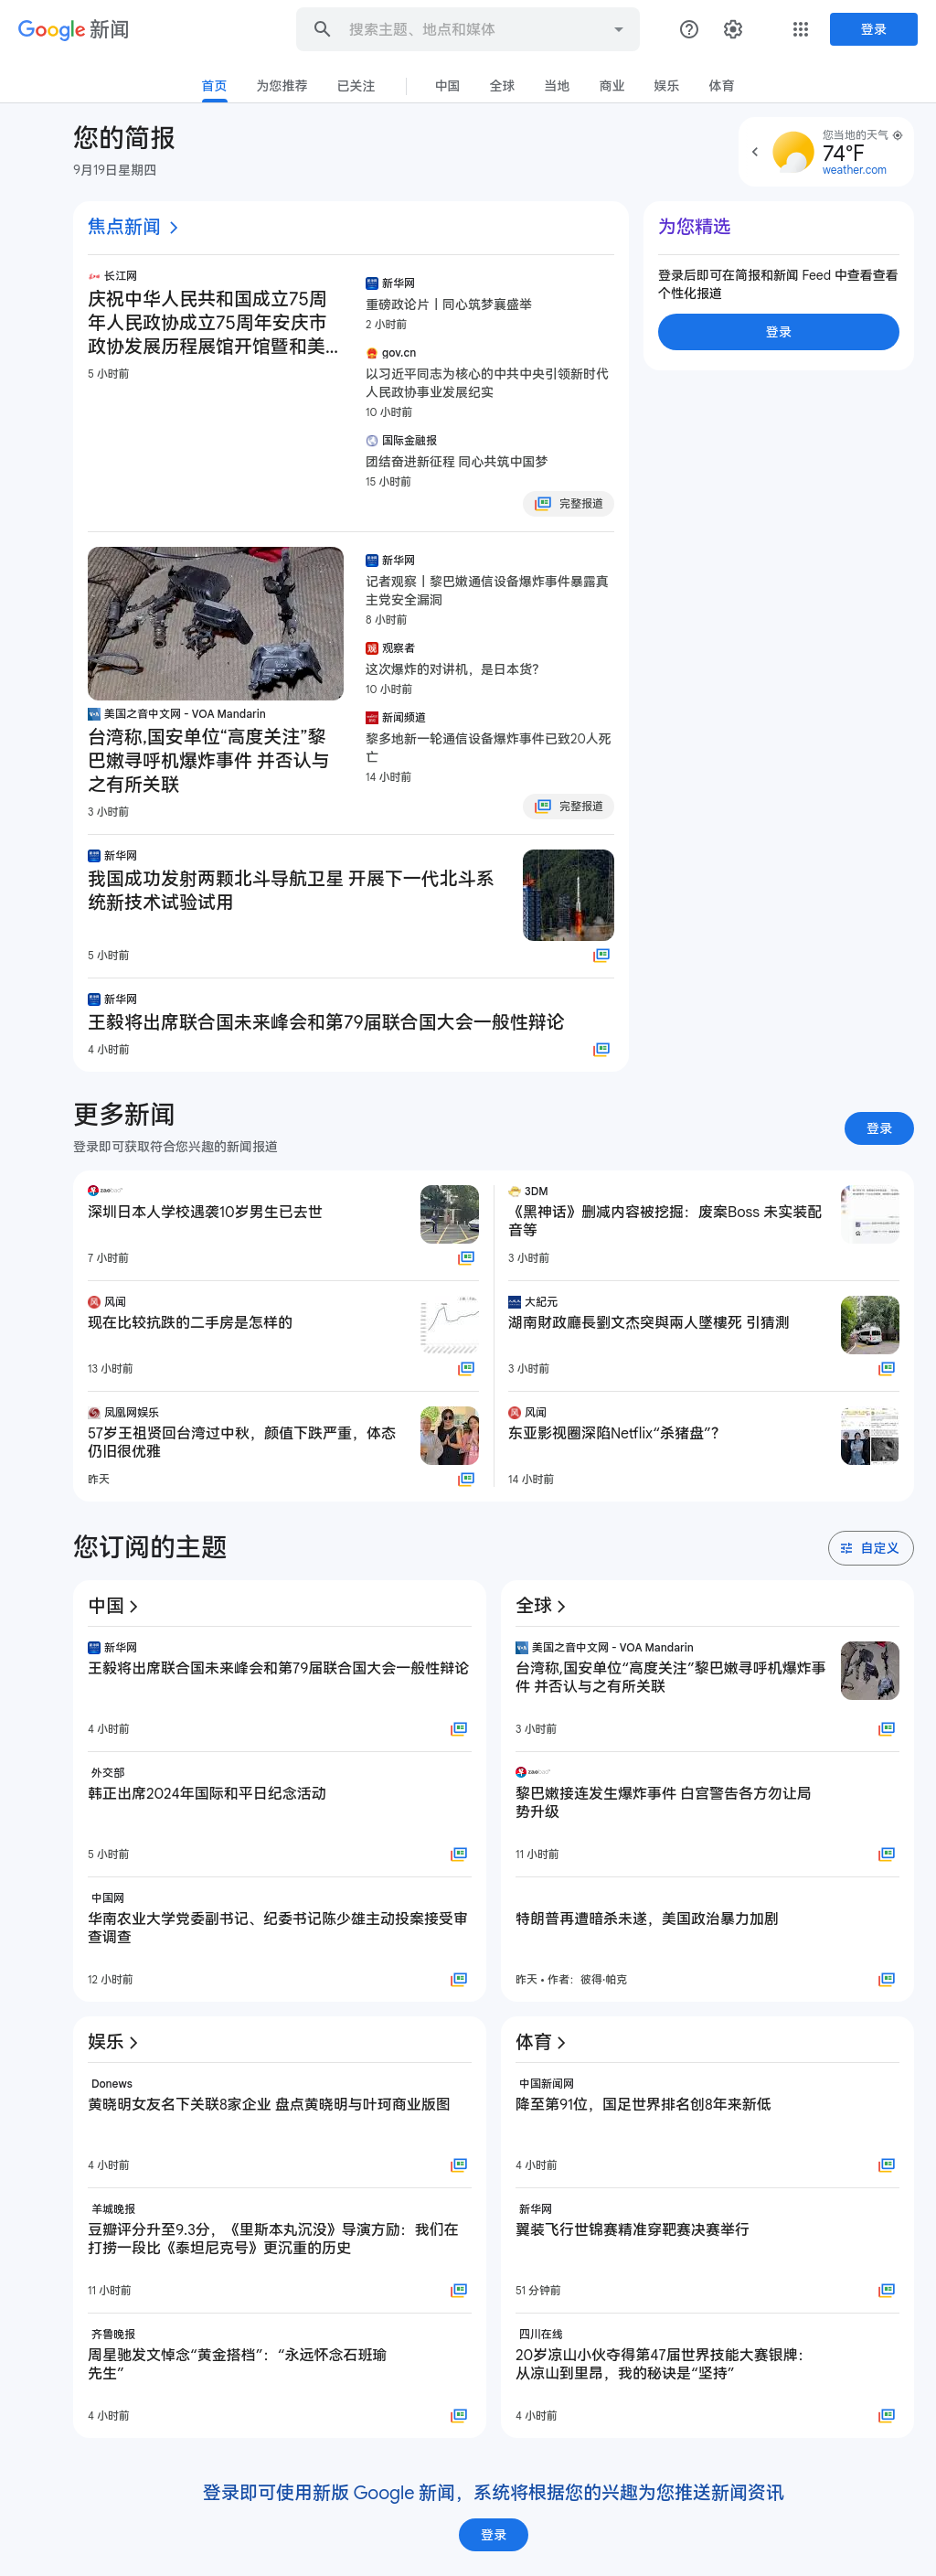 Google 新闻
搜索主题、地点和媒体
登录
首页
为您推荐
已关注
中国
全球
当地
商业
娱乐
体育
您的简报
9月19日星期四
您当地的天气
74°F
weather.com
焦点新闻
长江网
庆祝中华人民共和国成立75周
年人民政协成立75周年安庆市
政协发展历程展馆开馆暨和美...
5 小时前
新华网
重磅政论片丨同心筑梦襄盛举
2 小时前
gov.cn
以习近平同志为核心的中共中央引领新时代
人民政协事业发展纪实
10 小时前
国际金融报
团结奋进新征程 同心共筑中国梦
15 小时前
完整报道
为您精选
登录后即可在简报和新闻 Feed 中查看查看
个性化报道
登录
美国之音中文网 - VOA Mandarin
台湾称,国安单位“高度关注”黎
巴嫩寻呼机爆炸事件 并否认与
之有所关联
3 小时前
新华网
记者观察丨黎巴嫩通信设备爆炸事件暴露真
主党安全漏洞
8 小时前
观察者
这次爆炸的对讲机，是日本货？
10 小时前
新闻频道
黎多地新一轮通信设备爆炸事件已致20人死
亡
14 小时前
完整报道
新华网
我国成功发射两颗北斗导航卫星 开展下一代北斗系
统新技术试验试用
5 小时前
新华网
王毅将出席联合国未来峰会和第79届联合国大会一般性辩论
4 小时前
更多新闻
登录即可获取符合您兴趣的新闻报道
登录
zaobao
深圳日本人学校遇袭10岁男生已去世
7 小时前
3DM
《黑神话》删减内容被挖掘：废案Boss 未实装配
音等
3 小时前
风闻
现在比较抗跌的二手房是怎样的
13 小时前
大紀元
湖南財政廳長劉文杰突與兩人墜樓死 引猜測
3 小时前
凤凰网娱乐
57岁王祖贤回台湾过中秋，颜值下跌严重，体态
仍旧很优雅
昨天
风闻
东亚影视圈深陷Netflix“杀猪盘”？
14 小时前
您订阅的主题
自定义
中国
新华网
王毅将出席联合国未来峰会和第79届联合国大会一般性辩论
4 小时前
外交部
韩正出席2024年国际和平日纪念活动
5 小时前
中国网
华南农业大学党委副书记、纪委书记陈少雄主动投案接受审
查调查
12 小时前
全球
美国之音中文网 - VOA Mandarin
台湾称,国安单位“高度关注”黎巴嫩寻呼机爆炸事
件 并否认与之有所关联
3 小时前
zaobao
黎巴嫩接连发生爆炸事件 白宫警告各方勿让局
势升级
11 小时前
特朗普再遭暗杀未遂，美国政治暴力加剧
昨天 • 作者：彼得·帕克
娱乐
Donews
黄晓明女友名下关联8家企业 盘点黄晓明与叶珂商业版图
4 小时前
羊城晚报
豆瓣评分升至9.3分，《里斯本丸沉没》导演方励：我们在
打捞一段比《泰坦尼克号》更沉重的历史
11 小时前
齐鲁晚报
周星驰发文悼念“黄金搭档”：“永远怀念石班瑜
先生”
4 小时前
体育
中国新闻网
降至第91位，国足世界排名创8年来新低
4 小时前
新华网
翼装飞行世锦赛精准穿靶赛决赛举行
51 分钟前
四川在线
20岁凉山小伙夺得第47届世界技能大赛银牌：
从凉山到里昂，我的秘诀是“坚持”
4 小时前
登录即可使用新版 Google 新闻，系统将根据您的兴趣为您推送新闻资讯
登录